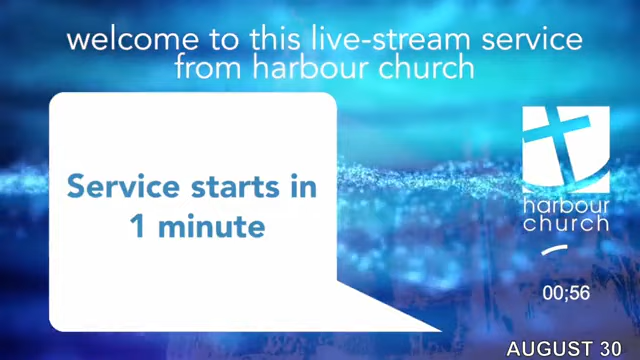 welcome to this live-stream service
from harbour church
Service starts in
1 minute
harbour
church
00;56
AUGUST 30